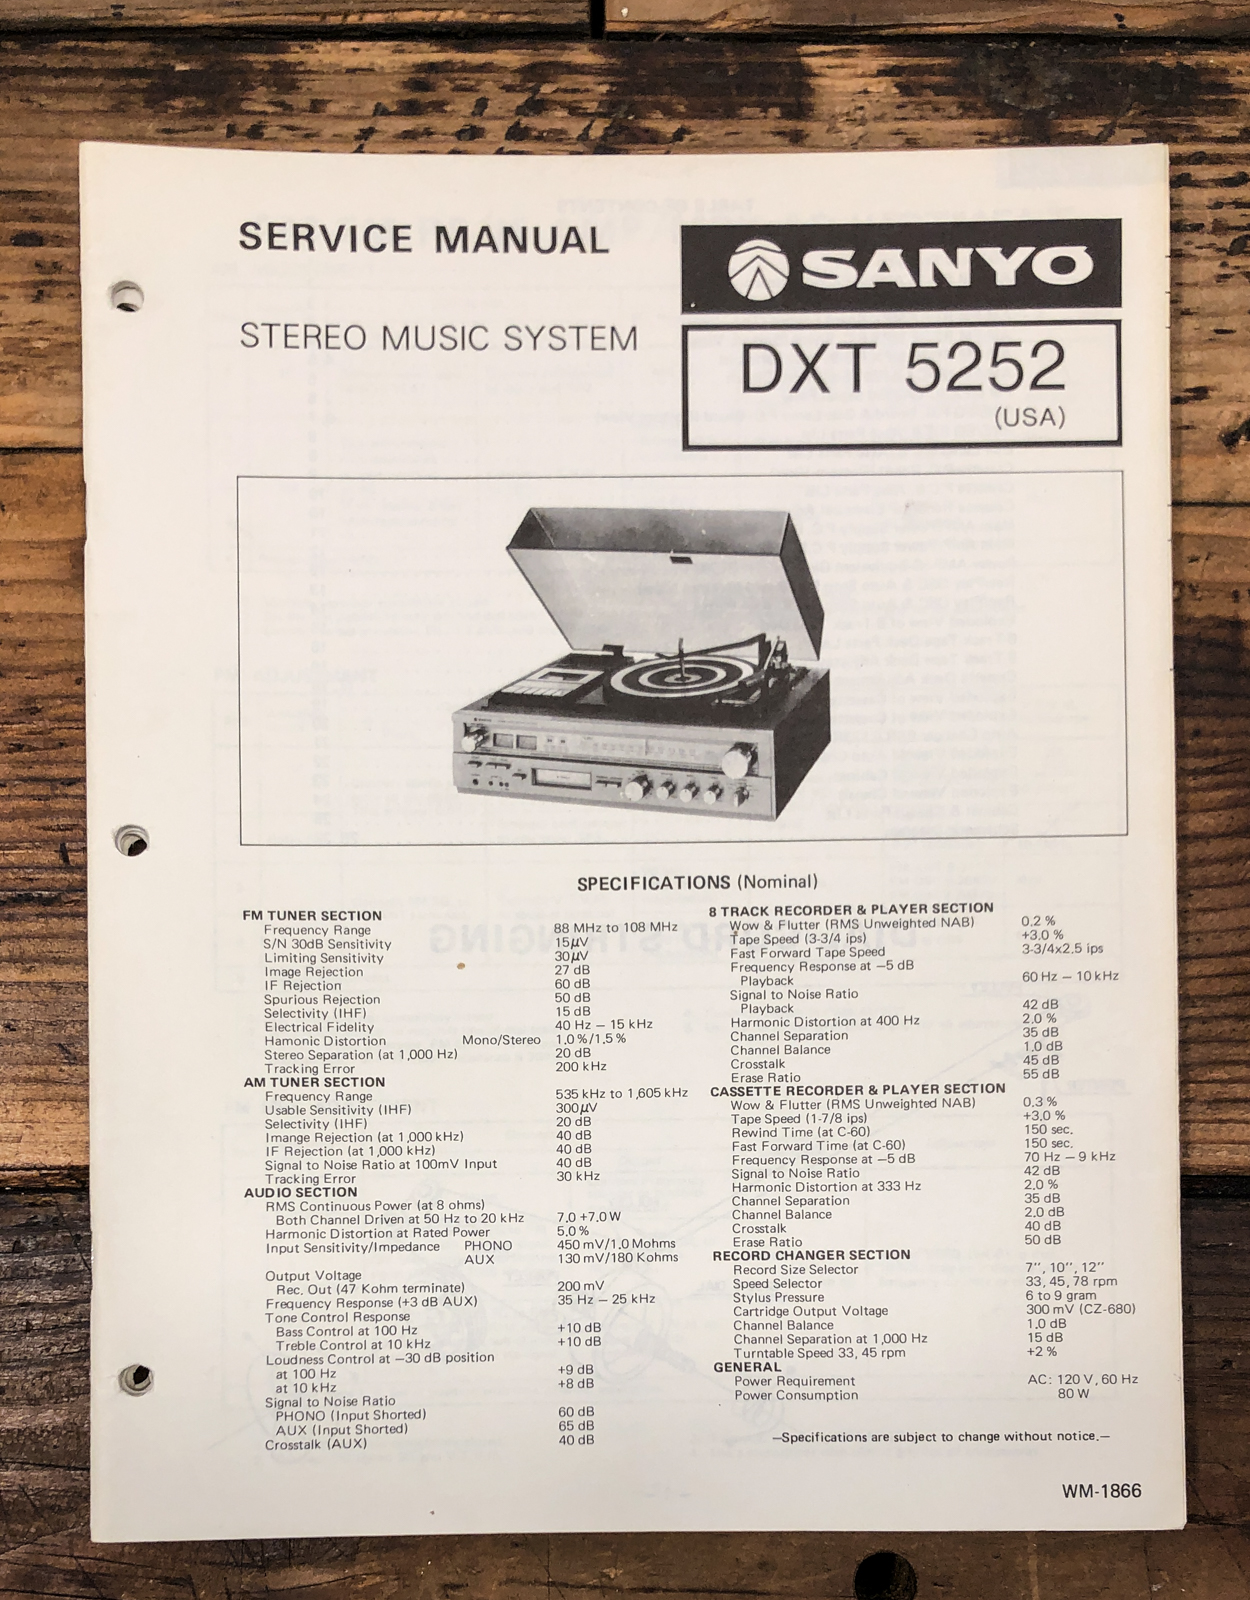 SERVICE MANUAL
SANYO
STEREO MUSIC SYSTEM
DXT 5252
(USA)
SPECIFICATIONS (Nominal)
FM TUNER SECTION
Frequency Range 88 MHz to 108 MHz
S/N 30dB Sensitivity 15μV
Limiting Sensitivity 30μV
Image Rejection 27 dB
IF Rejection 60 dB
Spurious Rejection 50 dB
Selectivity (IHF) 15 dB
Electrical Fidelity 40 Hz – 15 kHz
Hamonic Distortion Mono/Stereo 1.0%/1.5%
Stereo Separation (at 1,000 Hz) 20 dB
Tracking Error 200 kHz
AM TUNER SECTION
Frequency Range 535 kHz to 1,605 kHz
Usable Sensitivity (IHF) 300μV
Selectivity (IHF) 20 dB
Imange Rejection (at 1,000 kHz) 40 dB
IF Rejection (at 1,000 kHz) 40 dB
Signal to Noise Ratio at 100mV Input 40 dB
Tracking Error 30 kHz
AUDIO SECTION
RMS Continuous Power (at 8 ohms)
Both Channel Driven at 50 Hz to 20 kHz 7.0 +7.0 W
Harmonic Distortion at Rated Power 5.0 %
Input Sensitivity/Impedance PHONO 450 mV/1.0 Mohms
AUX 130 mV/180 Kohms
Output Voltage
Rec. Out (47 Kohm terminate) 200 mV
Frequency Response (+3 dB AUX) 35 Hz – 25 kHz
Tone Control Response
Bass Control at 100 Hz +10 dB
Treble Control at 10 kHz +10 dB
Loudness Control at –30 dB position
at 100 Hz +9 dB
at 10 kHz +8 dB
Signal to Noise Ratio
PHONO (Input Shorted) 60 dB
AUX (Input Shorted) 65 dB
Crosstalk (AUX) 40 dB
8 TRACK RECORDER & PLAYER SECTION
Wow & Flutter (RMS Unweighted NAB) 0.2 %
Tape Speed (3-3/4 ips) +3.0 %
Fast Forward Tape Speed 3-3/4x2.5 ips
Frequency Response at –5 dB
Playback 60 Hz – 10 kHz
Signal to Noise Ratio
Playback 42 dB
Harmonic Distortion at 400 Hz 2.0 %
Channel Separation 35 dB
Channel Balance 1.0 dB
Crosstalk 45 dB
Erase Ratio 55 dB
CASSETTE RECORDER & PLAYER SECTION
Wow & Flutter (RMS Unweighted NAB) 0.3 %
Tape Speed (1-7/8 ips) +3.0 %
Rewind Time (at C-60) 150 sec.
Fast Forward Time (at C-60) 150 sec.
Frequency Response at –5 dB 70 Hz – 9 kHz
Signal to Noise Ratio 42 dB
Harmonic Distortion at 333 Hz 2.0 %
Channel Separation 35 dB
Channel Balance 2.0 dB
Crosstalk 40 dB
Erase Ratio 50 dB
RECORD CHANGER SECTION
Record Size Selector 7'', 10'', 12''
Speed Selector 33, 45, 78 rpm
Stylus Pressure 6 to 9 gram
Cartridge Output Voltage 300 mV (CZ-680)
Channel Balance 1.0 dB
Channel Separation at 1,000 Hz 15 dB
Turntable Speed 33, 45 rpm +2 %
GENERAL
Power Requirement AC: 120 V, 60 Hz
Power Consumption 80 W
—Specifications are subject to change without notice.—
WM-1866